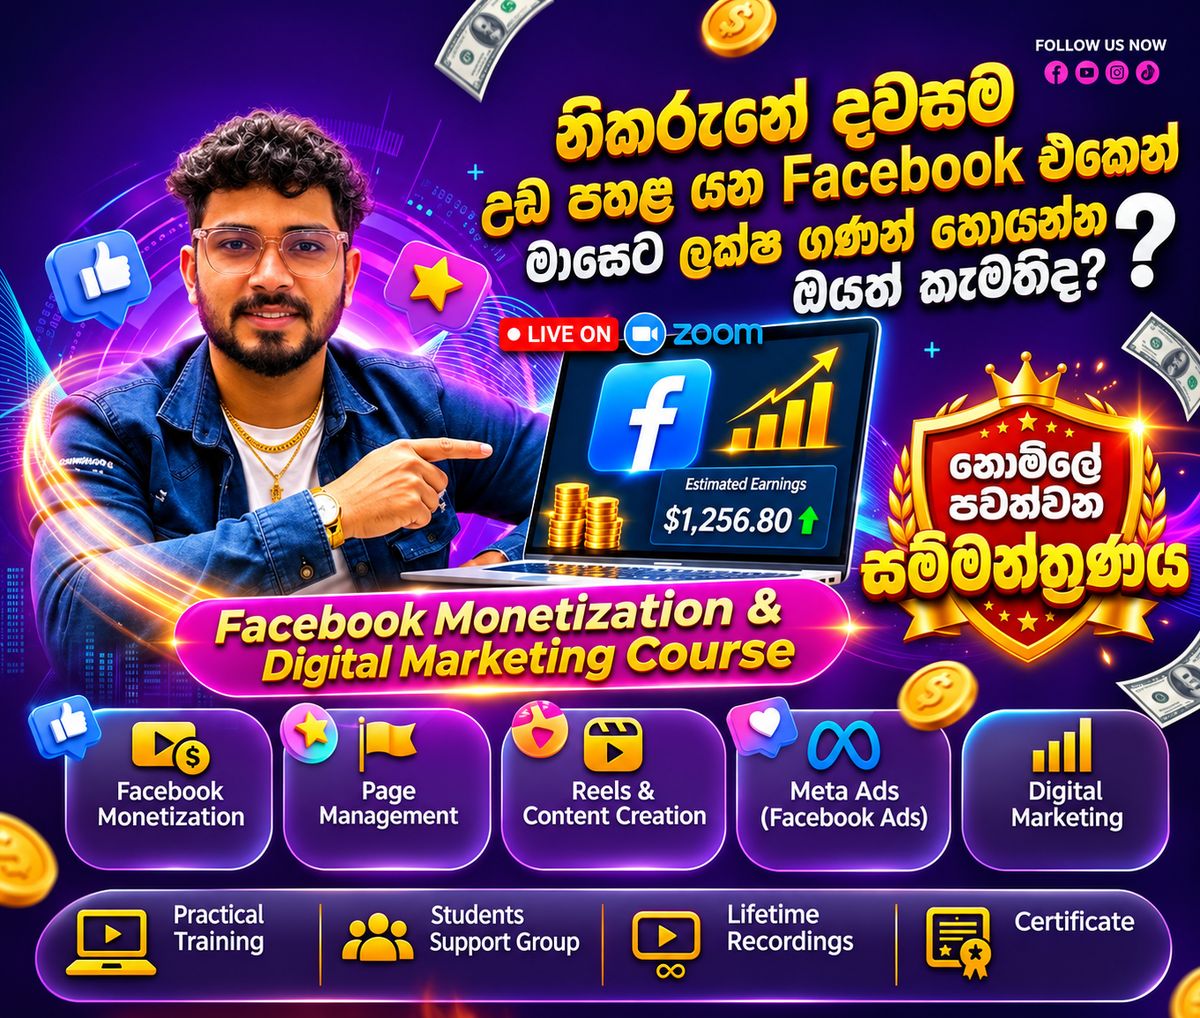 FOLLOW US NOW
නිකරුනේ දවසම
උඩ පහළ යන Facebook එකෙන්
මාසෙට ලක්ෂ ගණන් හොයන්න
ඔයත් කැමතිද? ?
LIVE ON zoom
Estimated Earnings
$1,256.80
නොමිලේ
පවත්වන
සම්මන්ත්‍රණය
Facebook Monetization &
Digital Marketing Course
Facebook
Monetization
Page
Management
Reels &
Content Creation
Meta Ads
(Facebook Ads)
Digital
Marketing
Practical
Training
Students
Support Group
Lifetime
Recordings
Certificate